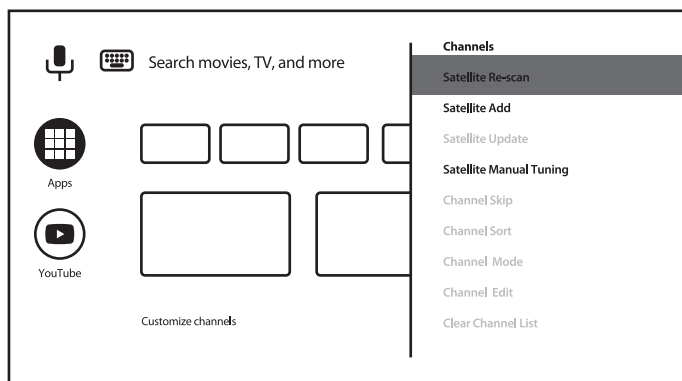 Search movies, TV, and more
Apps
YouTube
Customize channels
Channels
Satellite Re-scan
Satellite Add
Satellite Update
Satellite Manual Tuning
Channel Skip
Channel Sort
Channel Mode
Channel Edit
Clear Channel List